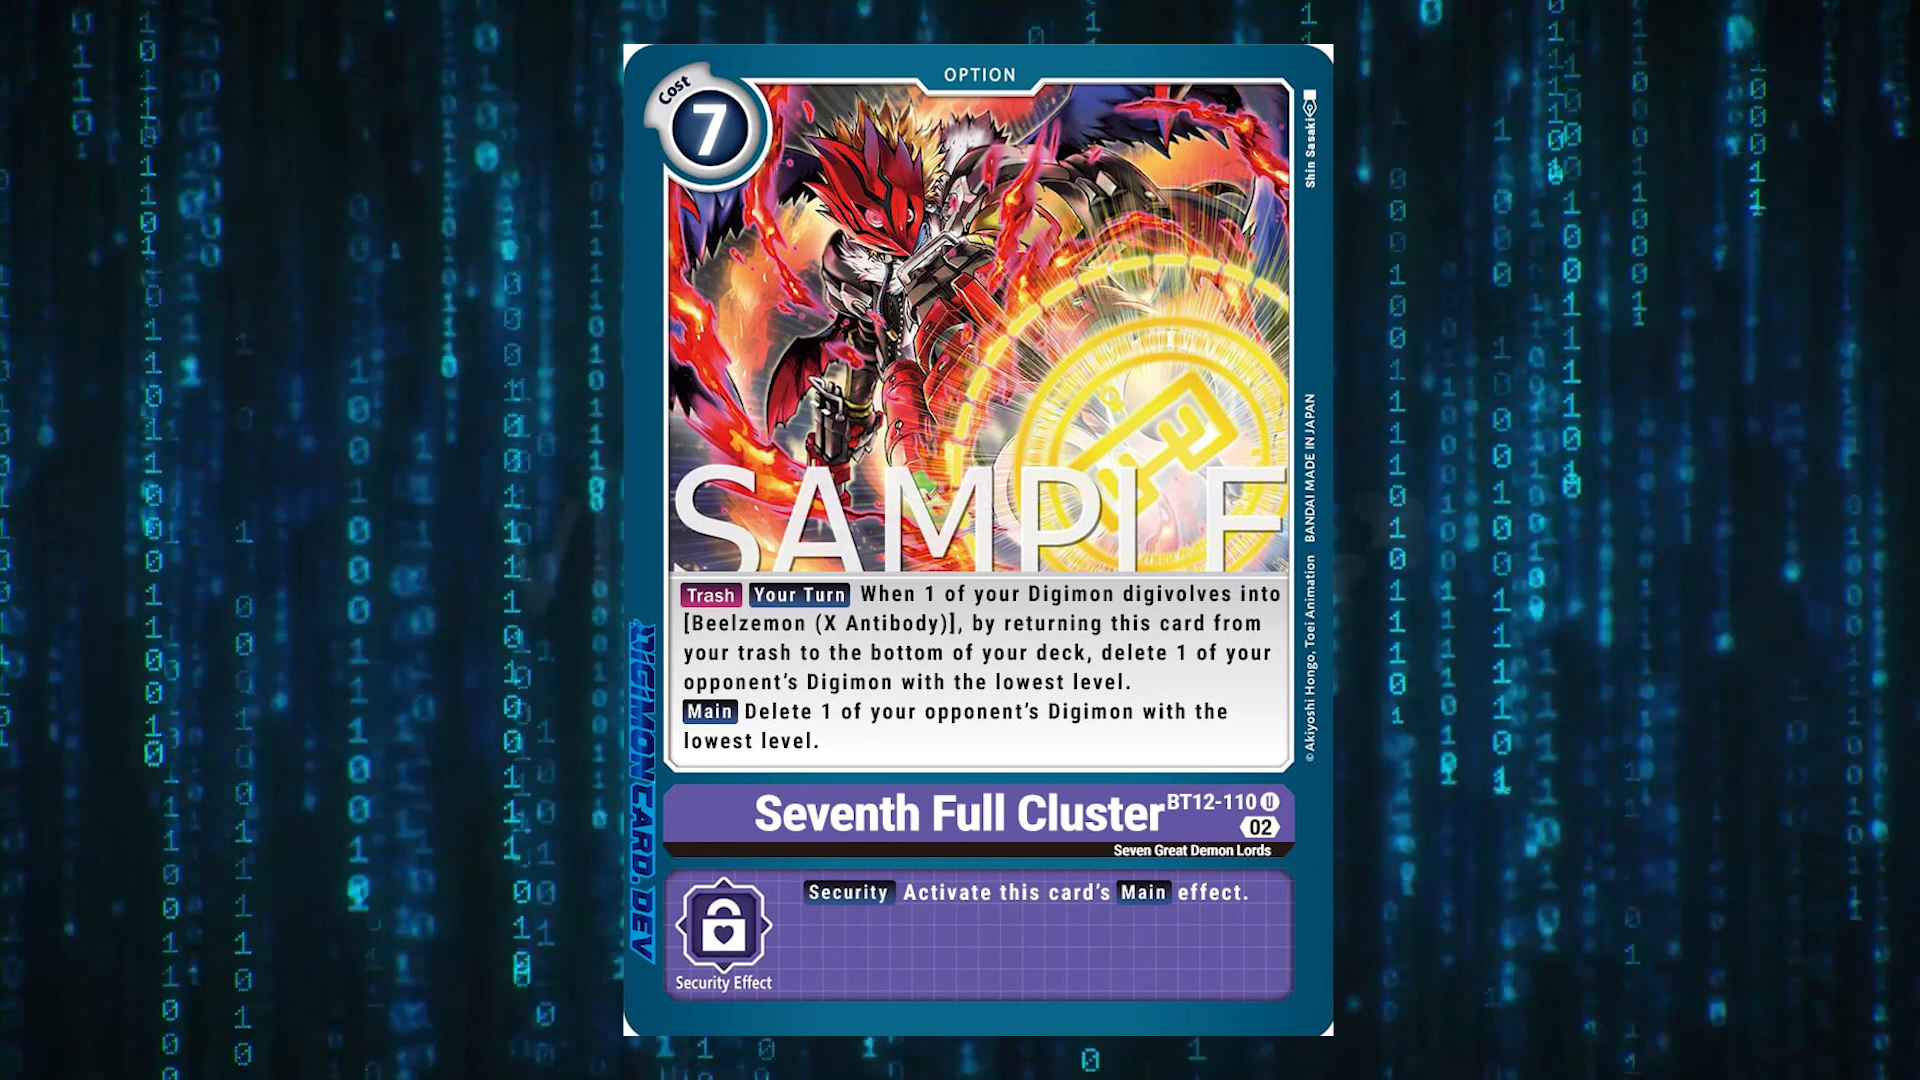 OPTION
Cost
7
Shin Sasaki
SAMPLE
Trash Your Turn When 1 of your Digimon digivolves into
[Beelzemon (X Antibody)], by returning this card from
your trash to the bottom of your deck, delete 1 of your
opponent's Digimon with the lowest level.
Main Delete 1 of your opponent's Digimon with the
lowest level.
©Akiyoshi Hongo, Toei Animation BANDAI MADE IN JAPAN
DIGIMONCARD.DEV
Seventh Full Cluster
BT12-110 U
02
Seven Great Demon Lords
Security Activate this card's Main effect.
Security Effect